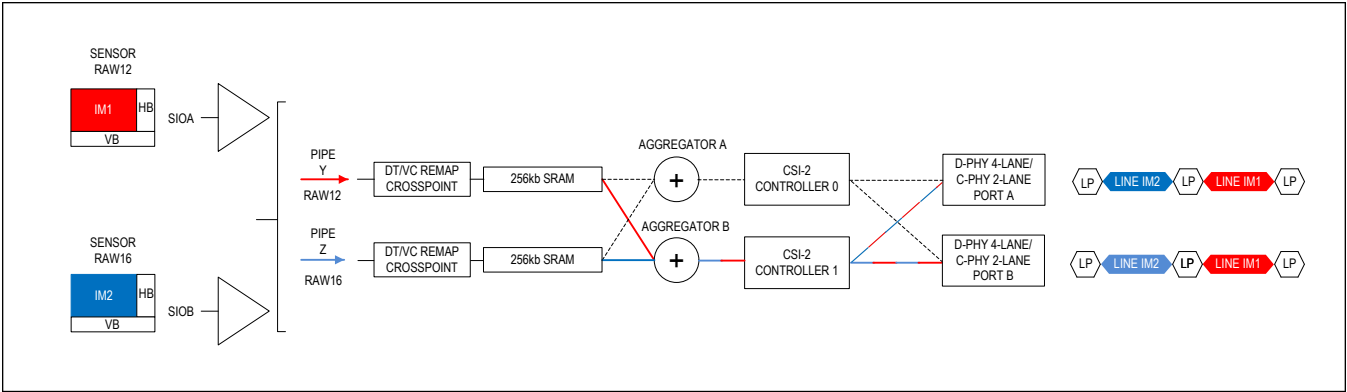 SENSOR
RAW12
IM1
HB
VB
SIOA
PIPE
Y
RAW12
DT/VC REMAP
CROSSPOINT
256kb SRAM
AGGREGATOR A
+
CSI-2
CONTROLLER 0
D-PHY 4-LANE/
C-PHY 2-LANE
PORT A
LP
LINE IM2
LP
LINE IM1
LP
SENSOR
RAW16
IM2
HB
VB
SIOB
PIPE
Z
RAW16
DT/VC REMAP
CROSSPOINT
256kb SRAM
AGGREGATOR B
+
CSI-2
CONTROLLER 1
D-PHY 4-LANE/
C-PHY 2-LANE
PORT B
LP
LINE IM2
LP
LINE IM1
LP